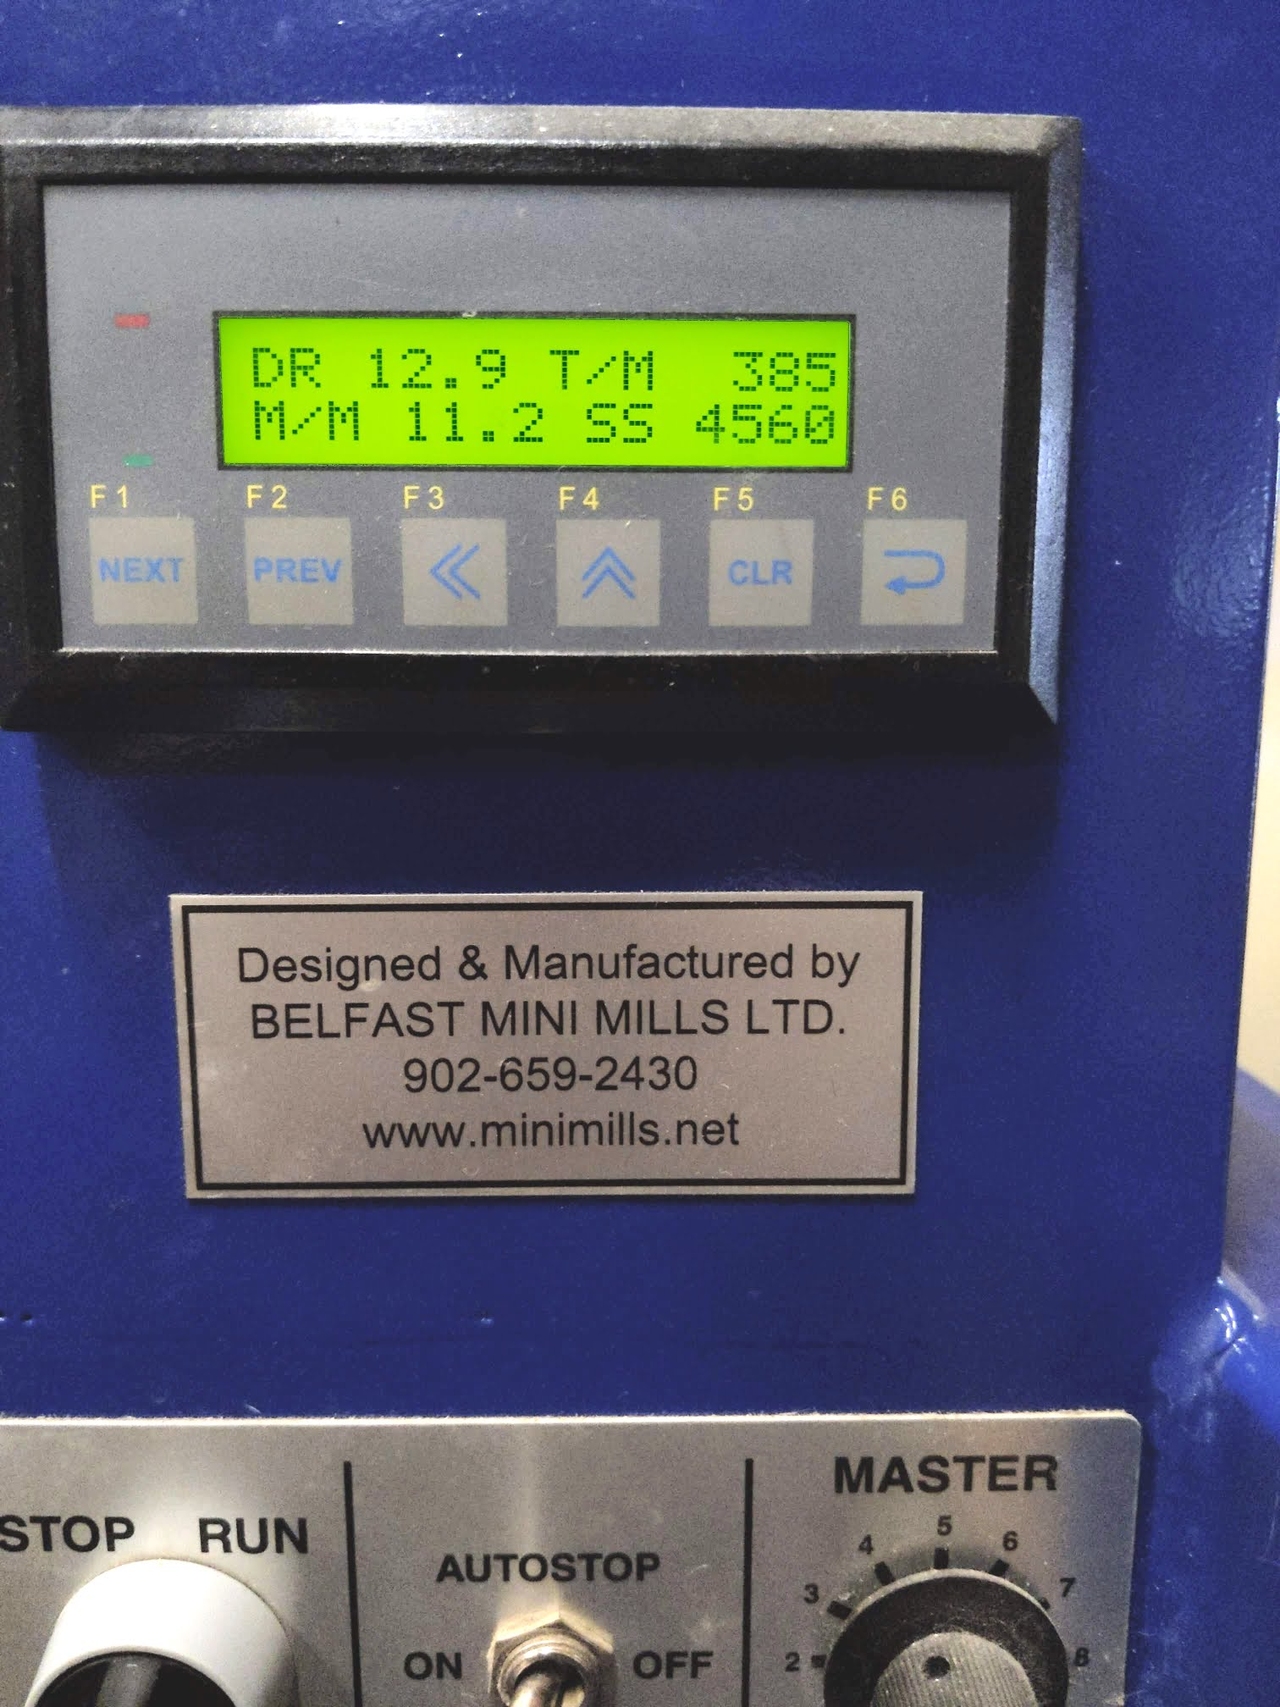 DR 12.9 T/M 385
M/M 11.2 SS 4560
F1 F2 F3 F4 F5 F6
NEXT PREV CLR
Designed & Manufactured by
BELFAST MINI MILLS LTD.
902-659-2430
www.minimills.net
STOP RUN
AUTOSTOP
ON OFF
MASTER
2 3 4 5 6 7 8